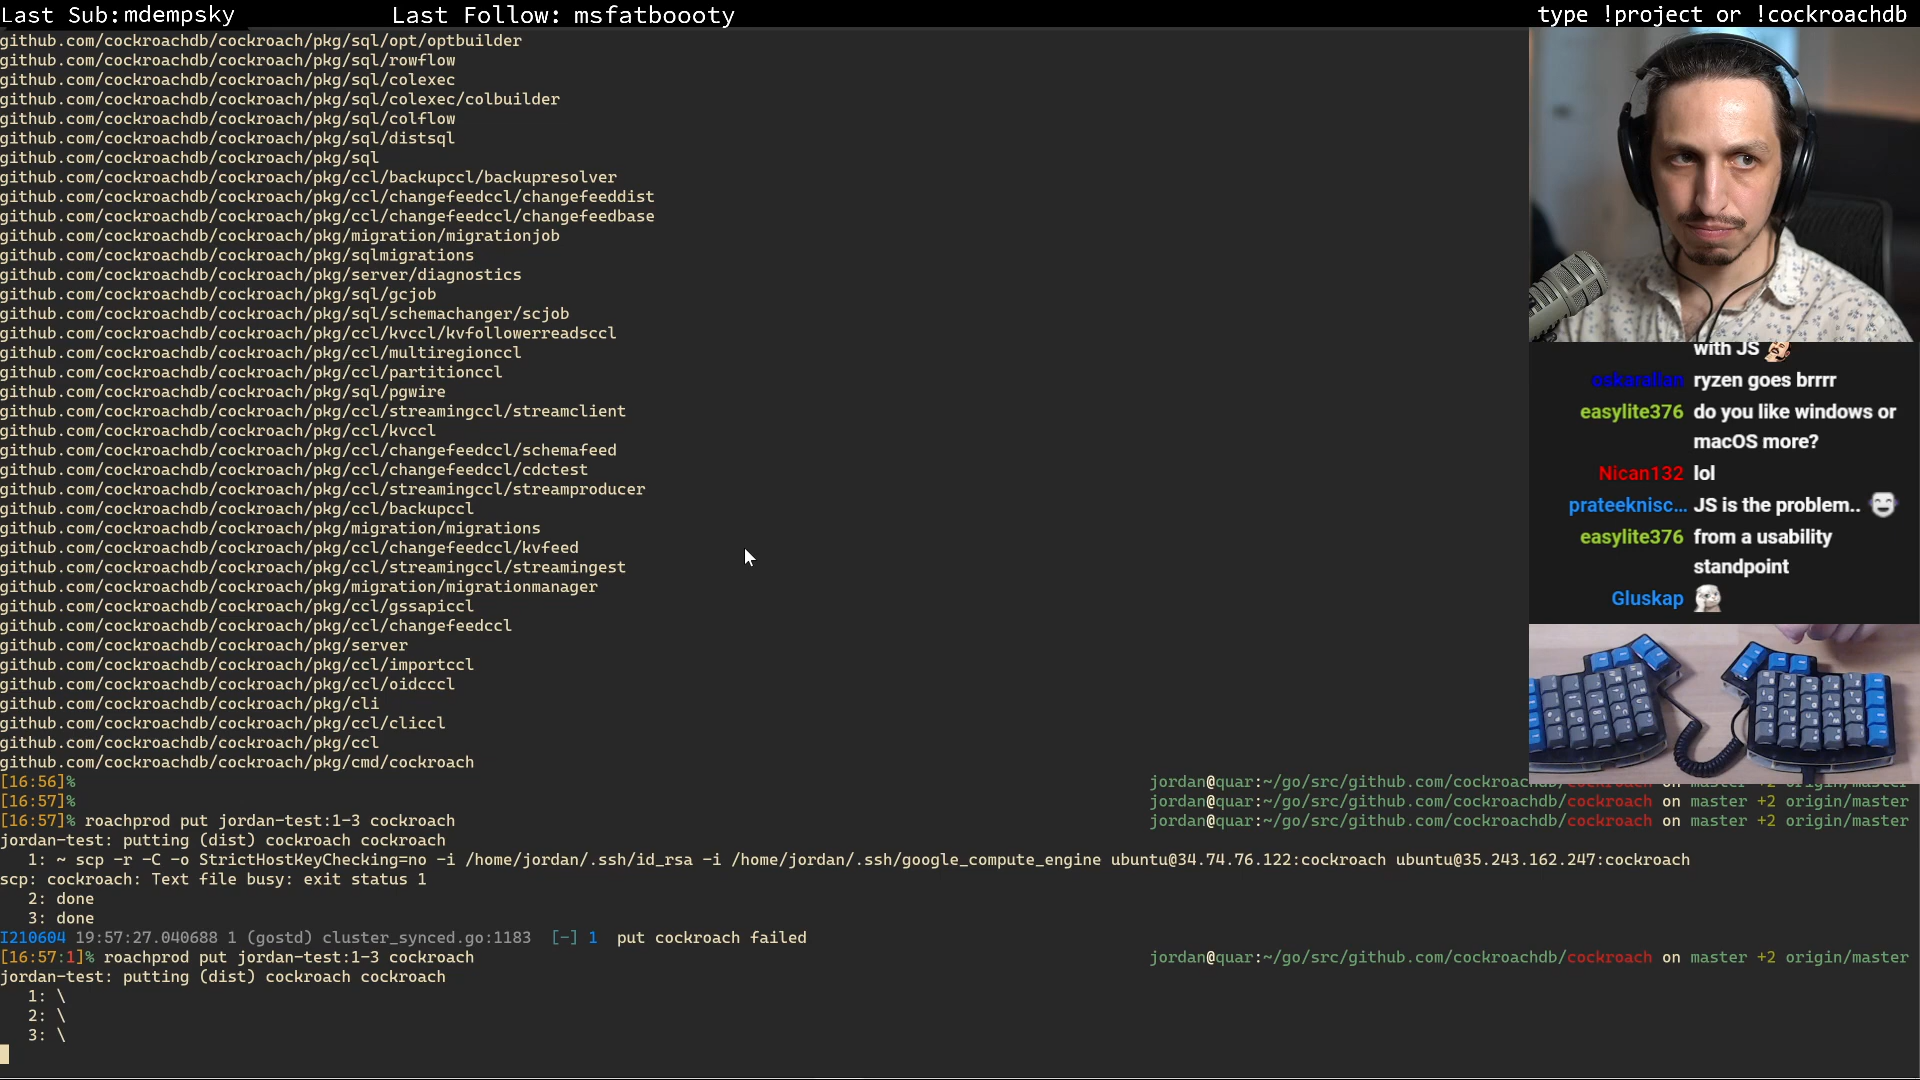 Last Sub:mdempsky
Last Follow: msfatboooty
type !project or !cockroachdb
github.com/cockroachdb/cockroach/pkg/sql/opt/optbuilder
github.com/cockroachdb/cockroach/pkg/sql/rowflow
github.com/cockroachdb/cockroach/pkg/sql/colexec
github.com/cockroachdb/cockroach/pkg/sql/colexec/colbuilder
github.com/cockroachdb/cockroach/pkg/sql/colflow
github.com/cockroachdb/cockroach/pkg/sql/distsql
github.com/cockroachdb/cockroach/pkg/sql
github.com/cockroachdb/cockroach/pkg/ccl/backupccl/backupresolver
github.com/cockroachdb/cockroach/pkg/ccl/changefeedccl/changefeeddist
github.com/cockroachdb/cockroach/pkg/ccl/changefeedccl/changefeedbase
github.com/cockroachdb/cockroach/pkg/migration/migrationjob
github.com/cockroachdb/cockroach/pkg/sqlmigrations
github.com/cockroachdb/cockroach/pkg/server/diagnostics
github.com/cockroachdb/cockroach/pkg/sql/gcjob
github.com/cockroachdb/cockroach/pkg/sql/schemachanger/scjob
github.com/cockroachdb/cockroach/pkg/ccl/kvccl/kvfollowerreadsccl
github.com/cockroachdb/cockroach/pkg/ccl/multiregionccl
github.com/cockroachdb/cockroach/pkg/ccl/partitionccl
github.com/cockroachdb/cockroach/pkg/sql/pgwire
github.com/cockroachdb/cockroach/pkg/ccl/streamingccl/streamclient
github.com/cockroachdb/cockroach/pkg/ccl/kvccl
github.com/cockroachdb/cockroach/pkg/ccl/changefeedccl/schemafeed
github.com/cockroachdb/cockroach/pkg/ccl/changefeedccl/cdctest
github.com/cockroachdb/cockroach/pkg/ccl/streamingccl/streamproducer
github.com/cockroachdb/cockroach/pkg/ccl/backupccl
github.com/cockroachdb/cockroach/pkg/migration/migrations
github.com/cockroachdb/cockroach/pkg/ccl/changefeedccl/kvfeed
github.com/cockroachdb/cockroach/pkg/ccl/streamingccl/streamingest
github.com/cockroachdb/cockroach/pkg/migration/migrationmanager
github.com/cockroachdb/cockroach/pkg/ccl/gssapiccl
github.com/cockroachdb/cockroach/pkg/ccl/changefeedccl
github.com/cockroachdb/cockroach/pkg/server
github.com/cockroachdb/cockroach/pkg/ccl/importccl
github.com/cockroachdb/cockroach/pkg/ccl/oidcccl
github.com/cockroachdb/cockroach/pkg/cli
github.com/cockroachdb/cockroach/pkg/ccl/cliccl
github.com/cockroachdb/cockroach/pkg/ccl
github.com/cockroachdb/cockroach/pkg/cmd/cockroach
[16:56]% jordan@quar:~/go/src/github.com/cockroachdb/cockroach on master +2 origin/master
[16:57]% jordan@quar:~/go/src/github.com/cockroachdb/cockroach on master +2 origin/master
[16:57]% roachprod put jordan-test:1-3 cockroach jordan@quar:~/go/src/github.com/cockroachdb/cockroach on master +2 origin/master
jordan-test: putting (dist) cockroach cockroach
1: ~ scp -r -C -o StrictHostKeyChecking=no -i /home/jordan/.ssh/id_rsa -i /home/jordan/.ssh/google_compute_engine ubuntu@34.74.76.122:cockroach ubuntu@35.243.162.247:cockroach
scp: cockroach: Text file busy: exit status 1
2: done
3: done
I210604 19:57:27.040688 1 (gostd) cluster_synced.go:1183 [-] 1 put cockroach failed
[16:57:1]% roachprod put jordan-test:1-3 cockroach jordan@quar:~/go/src/github.com/cockroachdb/cockroach on master +2 origin/master
jordan-test: putting (dist) cockroach cockroach
1: \
2: \
3: \
with JS
oskarallan ryzen goes brrrr
easylite376 do you like windows or
macOS more?
Nican132 lol
prateeknisc… JS is the problem..
easylite376 from a usability
standpoint
Gluskap